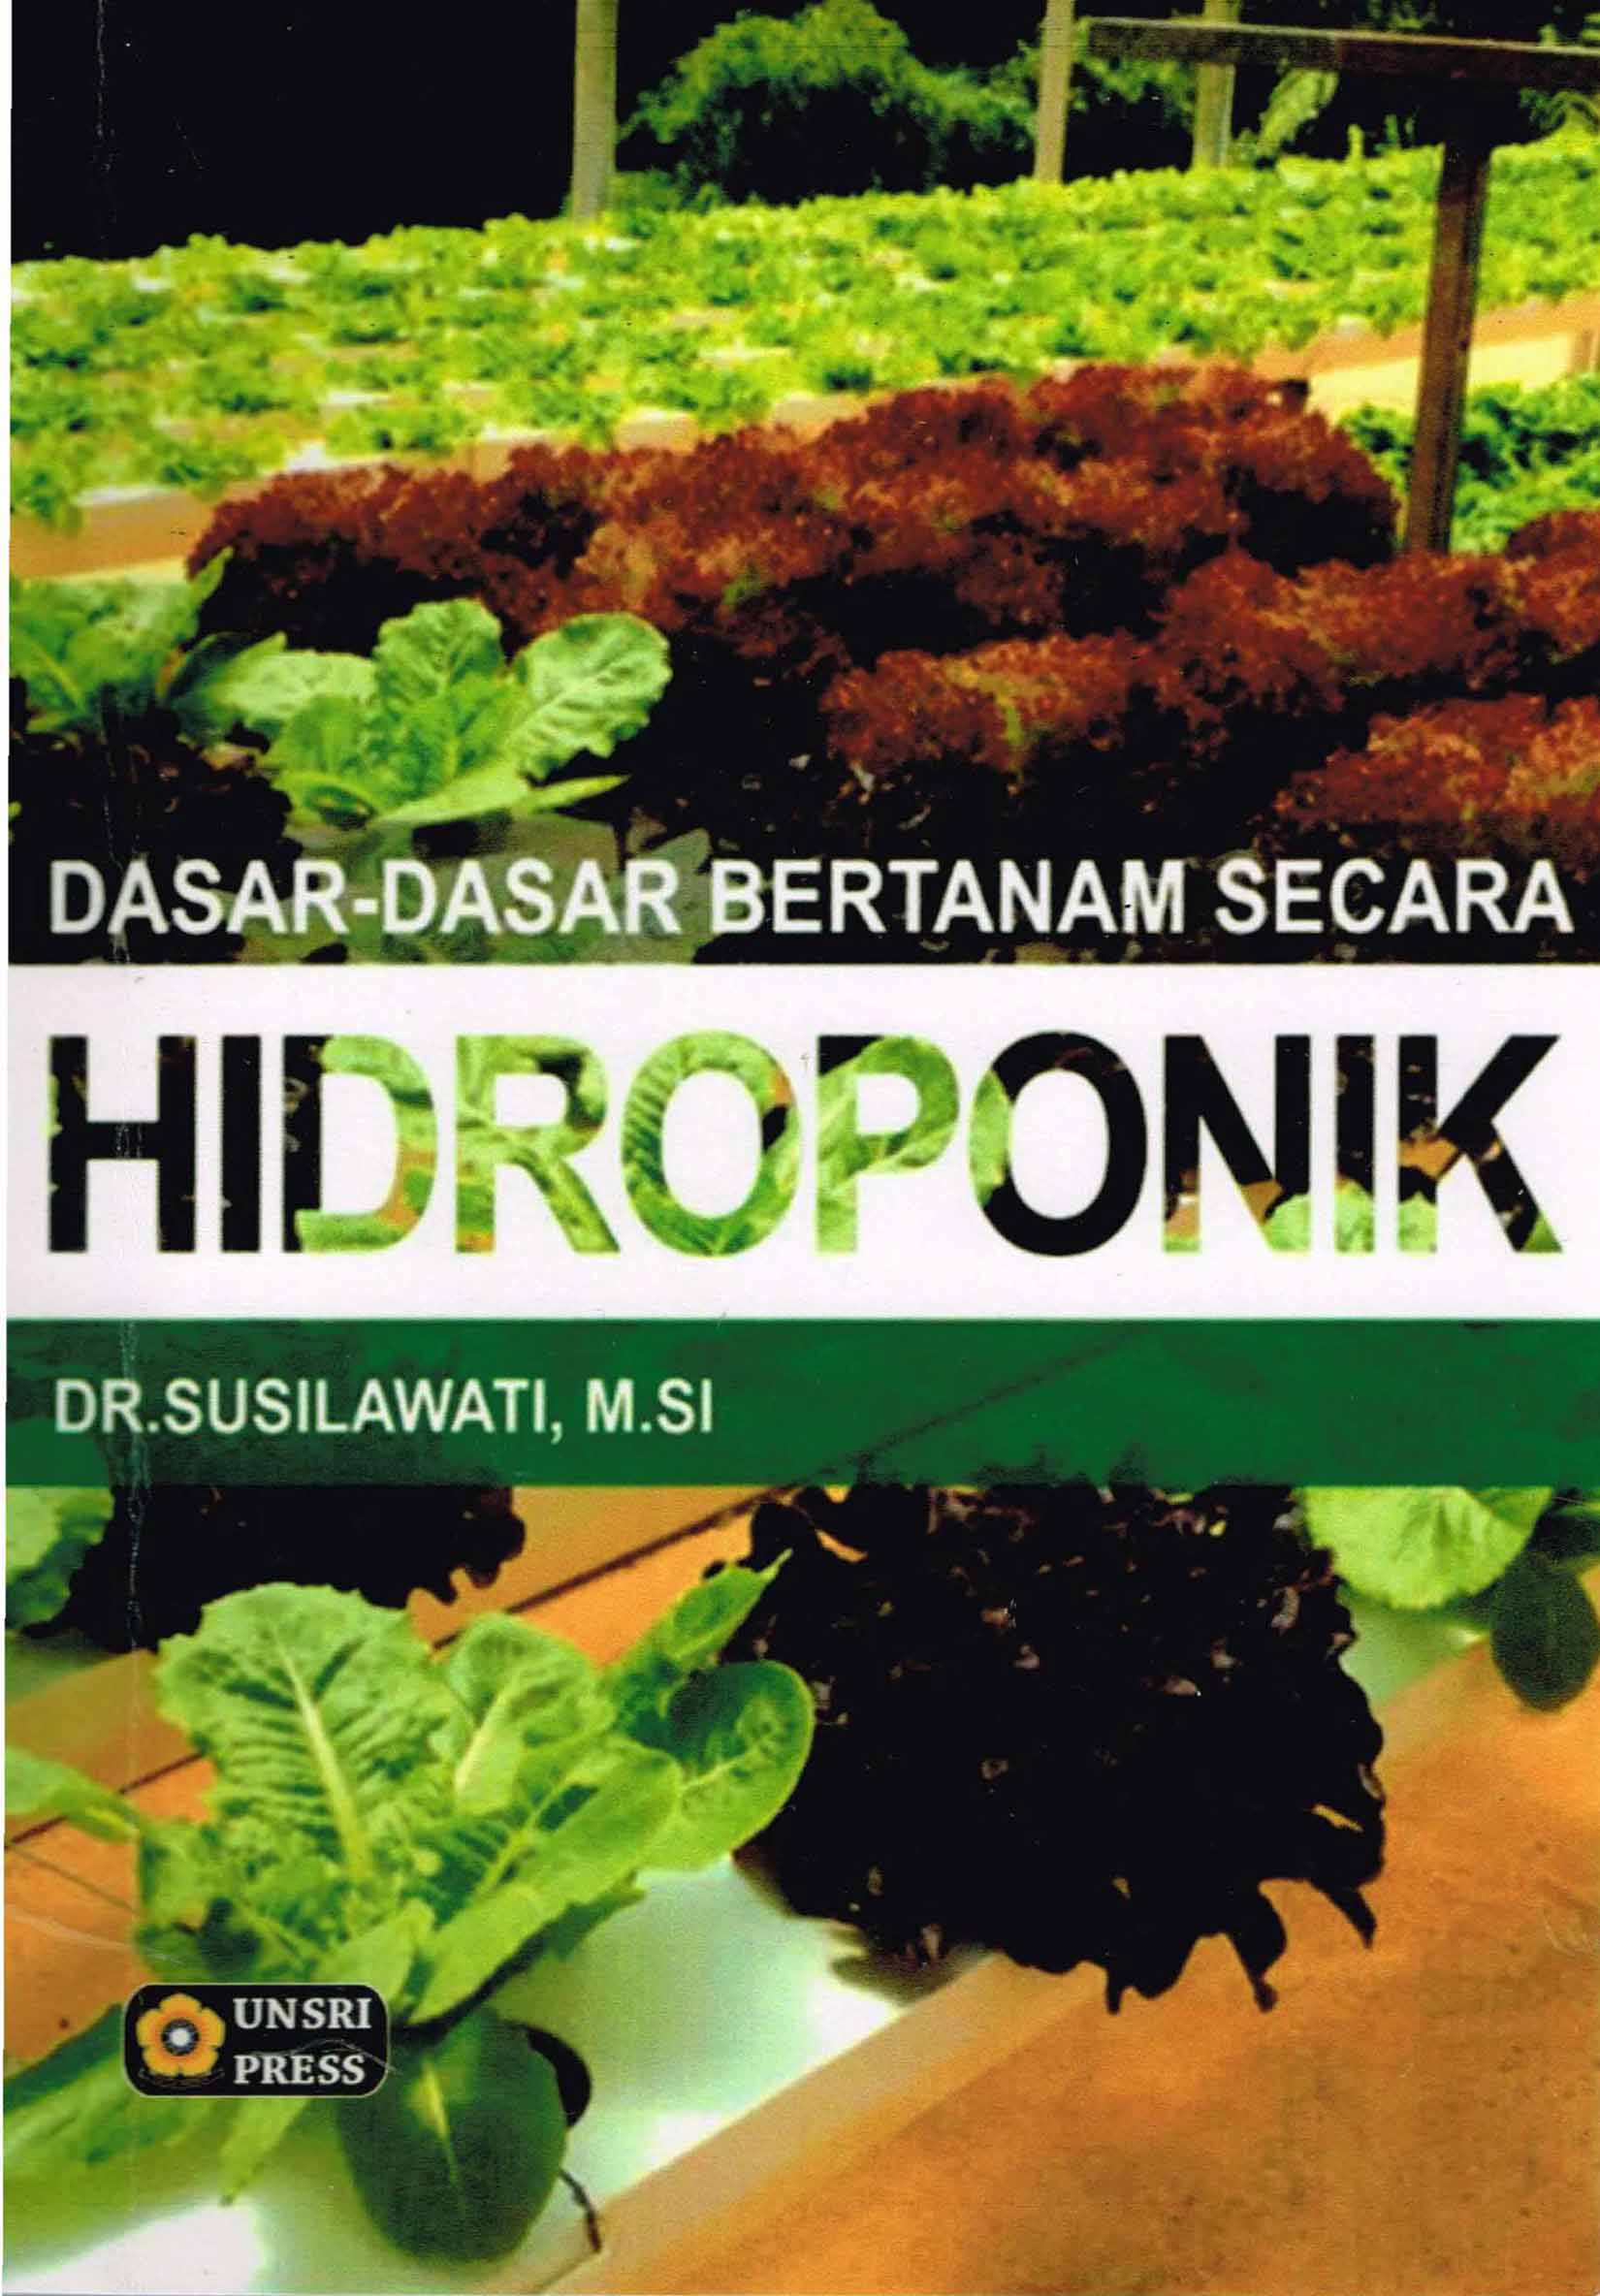 DASAR-DASAR BERTANAM SECARA
HIDROPONIK
DR.SUSILAWATI, M.SI
UNSRI
PRESS